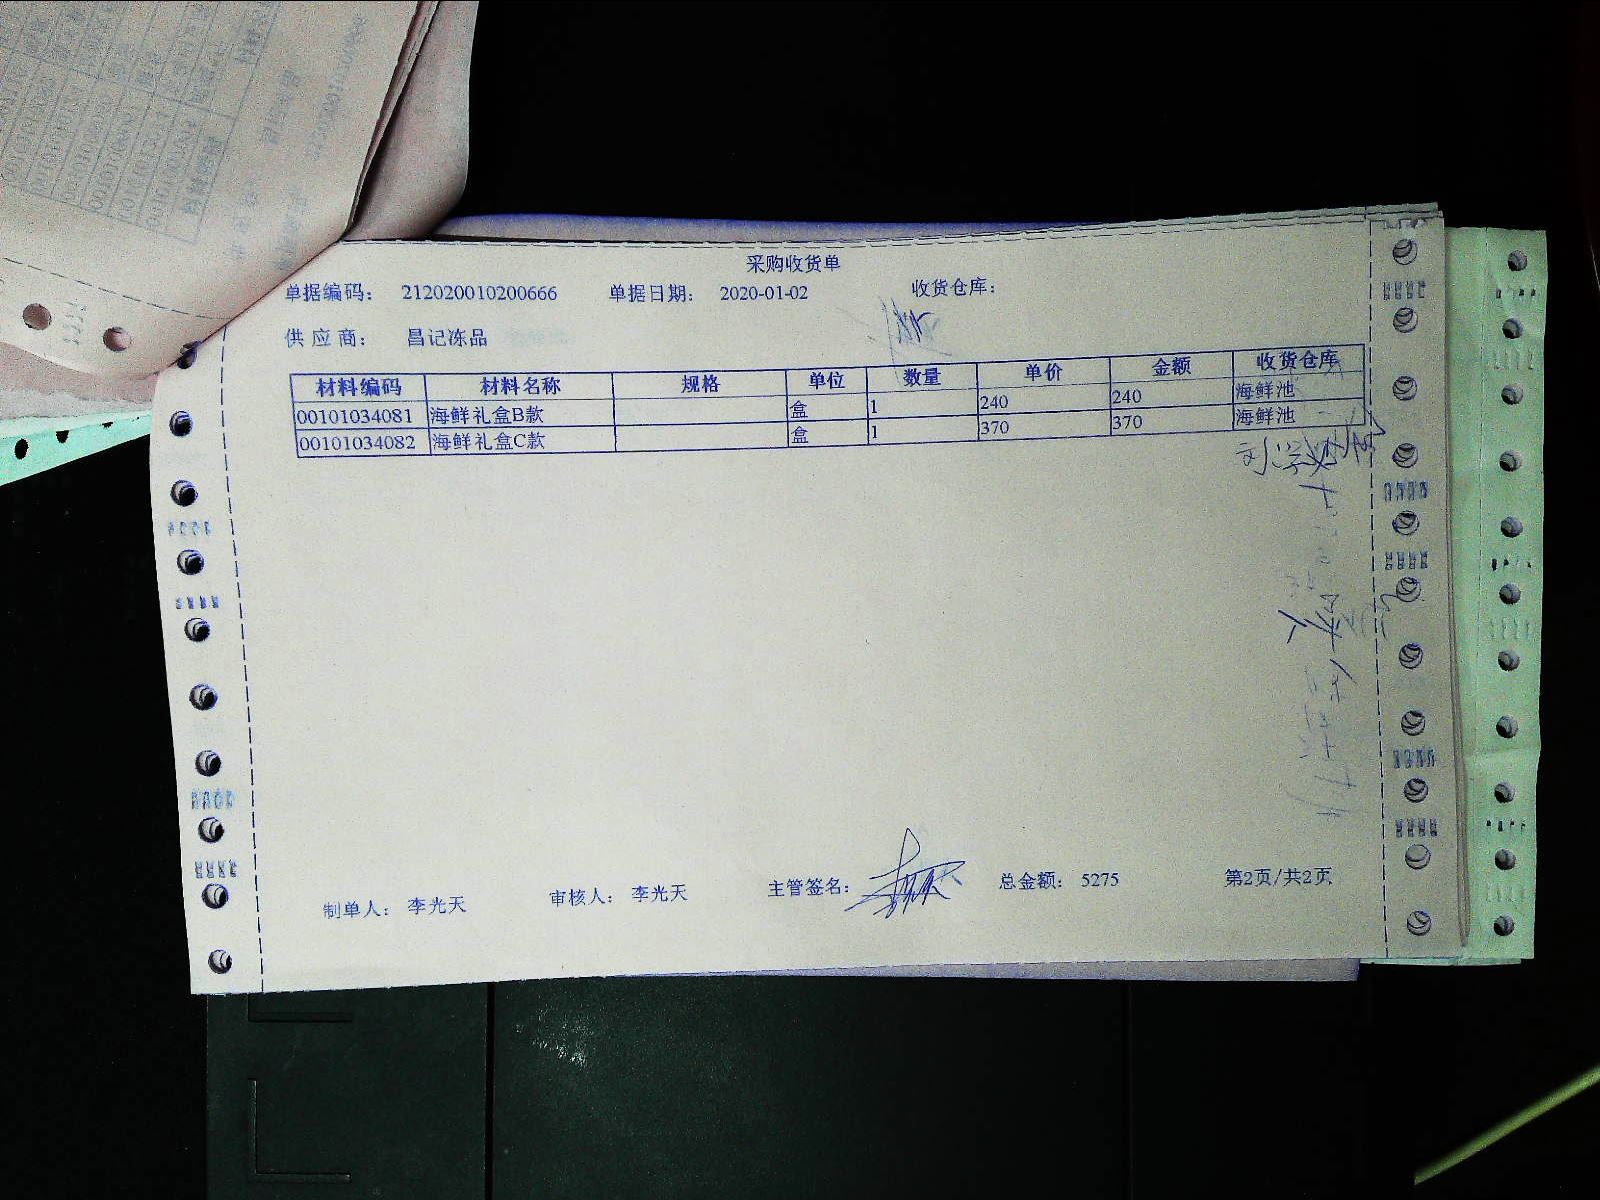 采购收货单
单据编码： 212020010200666 单据日期： 2020-01-02 收货仓库：
供应商： 昌记冻品
材料编码 材料名称 规格 单位 数量 单价 金额 收货仓库
00101034081 海鲜礼盒B款 盒 1 240 240 海鲜池
00101034082 海鲜礼盒C款 盒 1 370 370 海鲜池
制单人： 李光天 审核人： 李光天 主管签名： 总金额： 5275 第2页/共2页